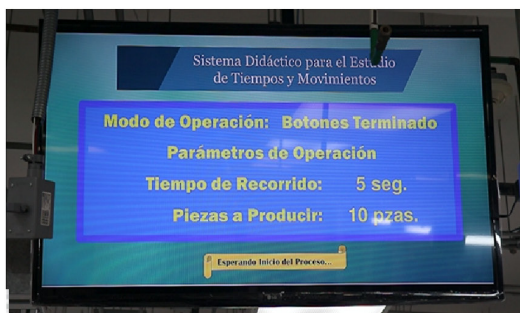 Sistema Didáctico para el Estudio
de Tiempos y Movimientos
Modo de Operación: Botones Terminado
Parámetros de Operación
Tiempo de Recorrido: 5 seg.
Piezas a Producir: 10 pzas.
Esperando Inicio del Proceso...